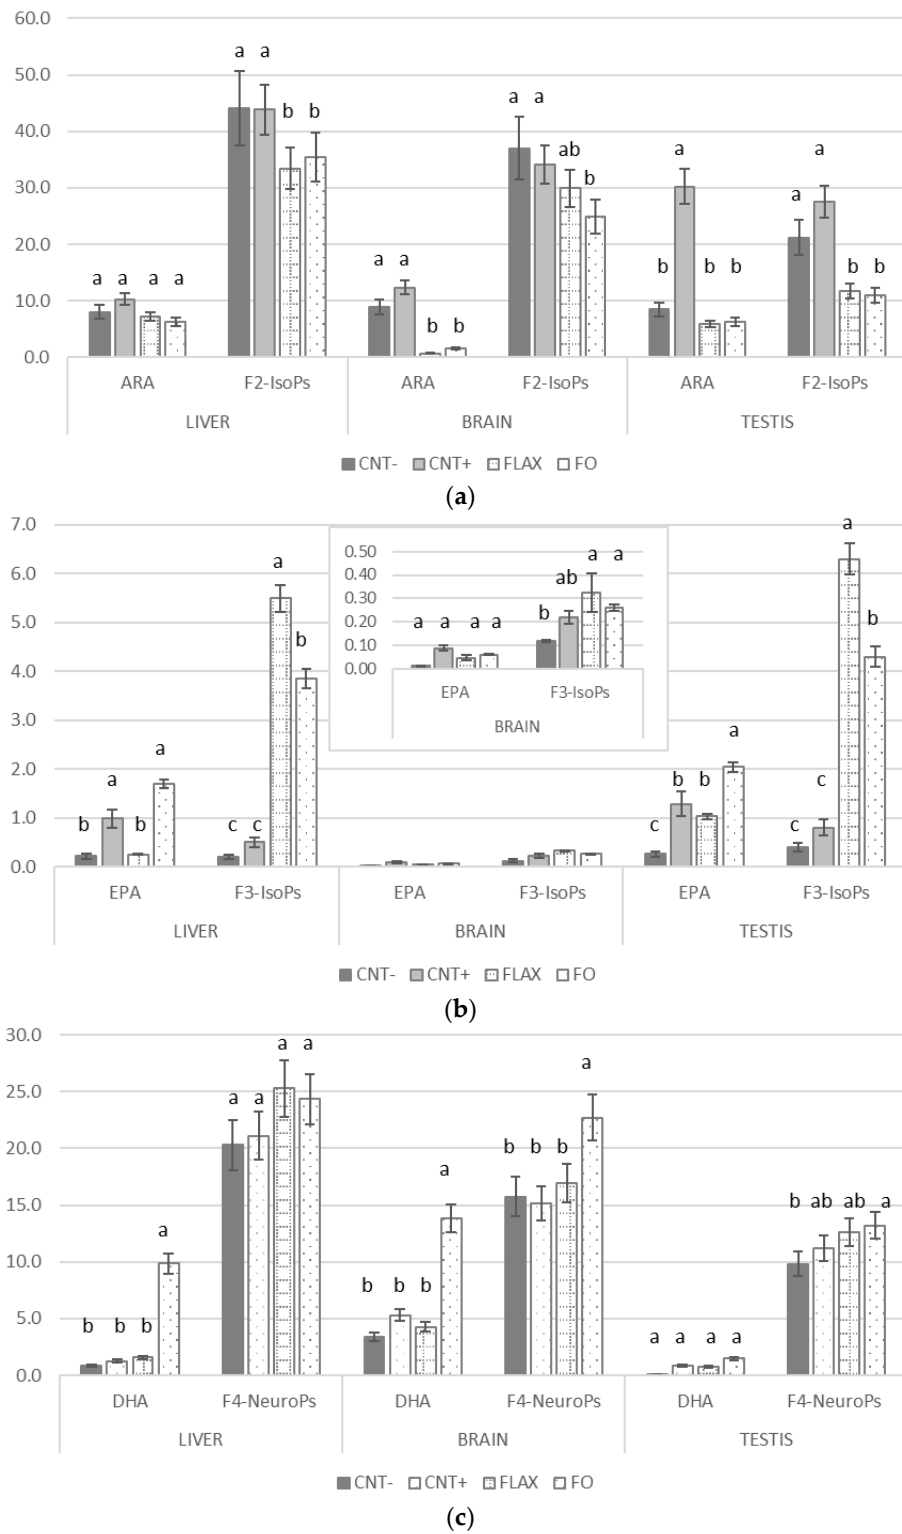 60.0
50.0
40.0
30.0
20.0
10.0
0.0
a a b b a a ab b a a b b
a a a a a a b b b a b b
ARA F2-IsoPs ARA F2-IsoPs ARA F2-IsoPs
LIVER BRAIN TESTIS
CNT- CNT+ FLAX FO
(a)
7.0
6.0
5.0
4.0
3.0
2.0
1.0
0.0
0.50
0.40
0.30
0.20
0.10
0.00
a a a a b ab a a
EPA F3-IsoPs
BRAIN
b a b a c c a b c b b a c c a b
EPA F3-IsoPs EPA F3-IsoPs EPA F3-IsoPs
LIVER BRAIN TESTIS
CNT- CNT+ FLAX FO
(b)
30.0
25.0
20.0
15.0
10.0
5.0
0.0
a a a a b b b a b ab ab a
b b b a b b b a a a a a
DHA F4-NeuroPs DHA F4-NeuroPs DHA F4-NeuroPs
LIVER BRAIN TESTIS
CNT- CNT+ FLAX FO
(c)